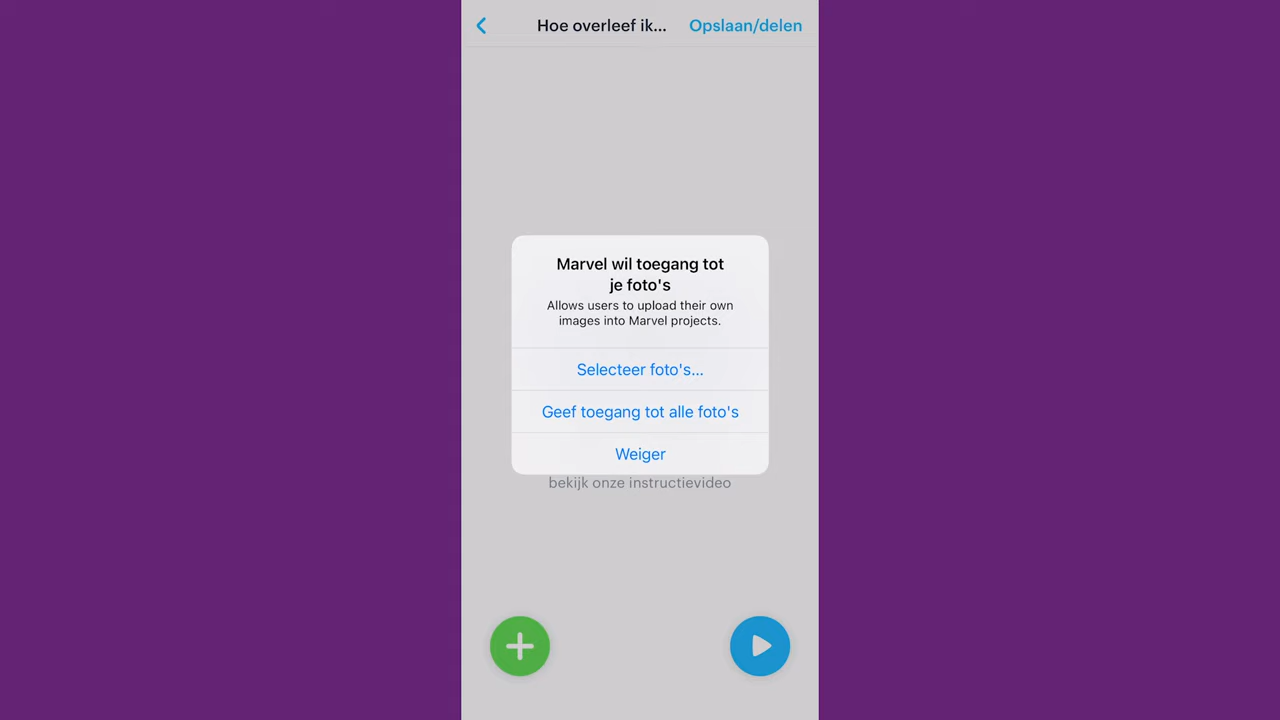 Hoe overleef ik...
Opslaan/delen
Marvel wil toegang tot
je foto's
Allows users to upload their own
images into Marvel projects.
Selecteer foto's...
Geef toegang tot alle foto's
Weiger
bekijk onze instructievideo